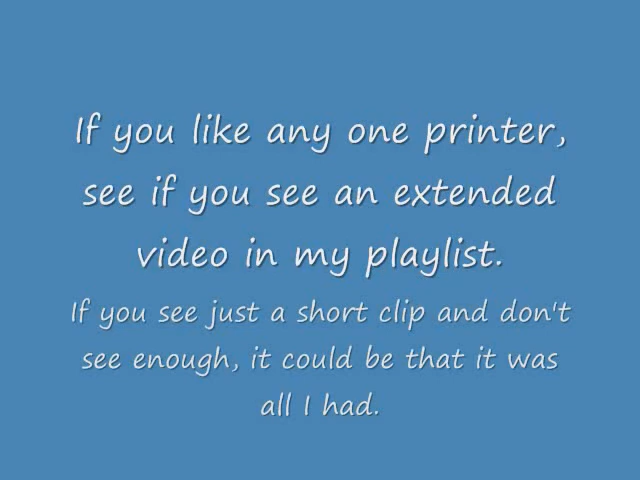 If you like any one printer,
see if you see an extended
video in my playlist.
If you see just a short clip and don't
see enough, it could be that it was
all I had.